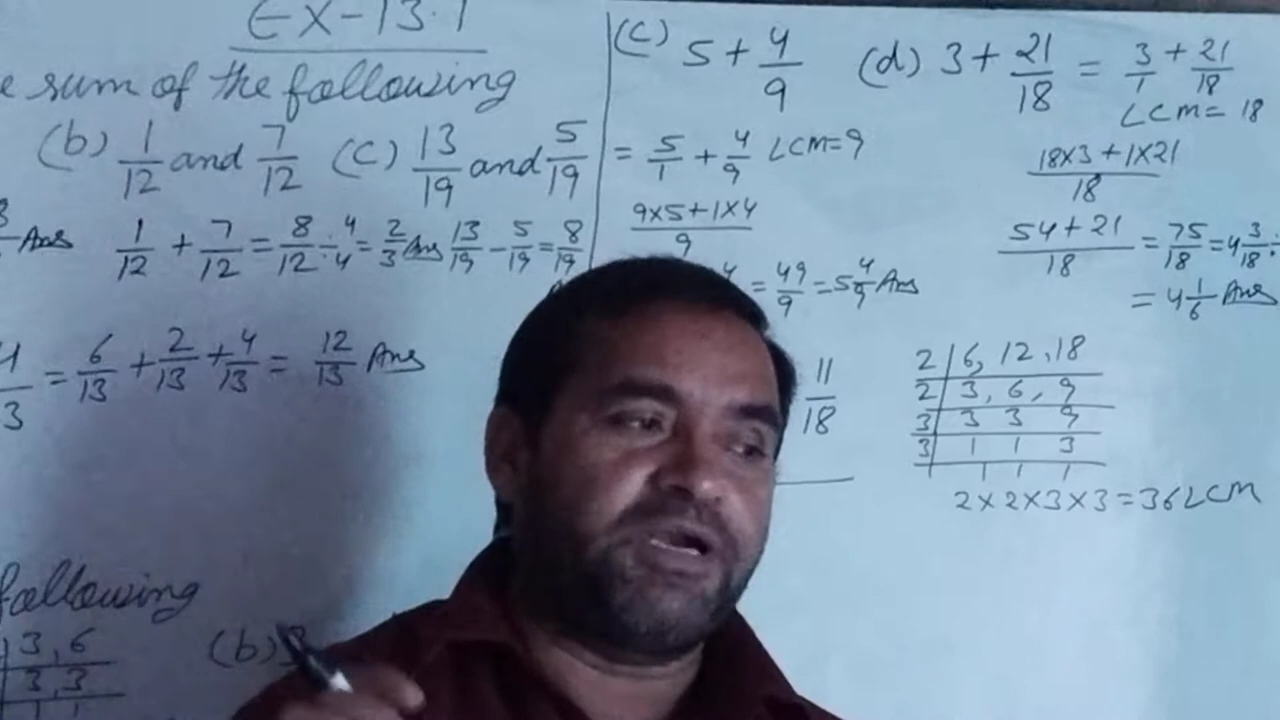 Ex-13.1
e sum of the following
(b) 1/12 and 7/12 (c) 13/19 and 5/19
Ans 1/12 + 7/12 = 8/12 ÷ 4/4 = 2/3 Ans 13/19 - 5/19 = 8/19
= 6/13 + 2/13 + 4/13 = 12/13 Ans
following
3, 6
3, 3
1 1
(b)
(c) 5 + 4/9
= 5/1 + 4/9 LCM=9
9×5+1×4/9
= 49/9 = 5 4/9 Ans
11/18
(d) 3 + 21/18 = 3/1 + 21/18
LCM= 18
18×3+1×21/18
54+21/18 = 75/18 = 4 3/18 ÷
= 4 1/6 Ans
2 | 6, 12, 18
2 | 3, 6, 9
3 | 3 3 9
3 | 1 1 3
1 1 1
2×2×3×3=36 LCM